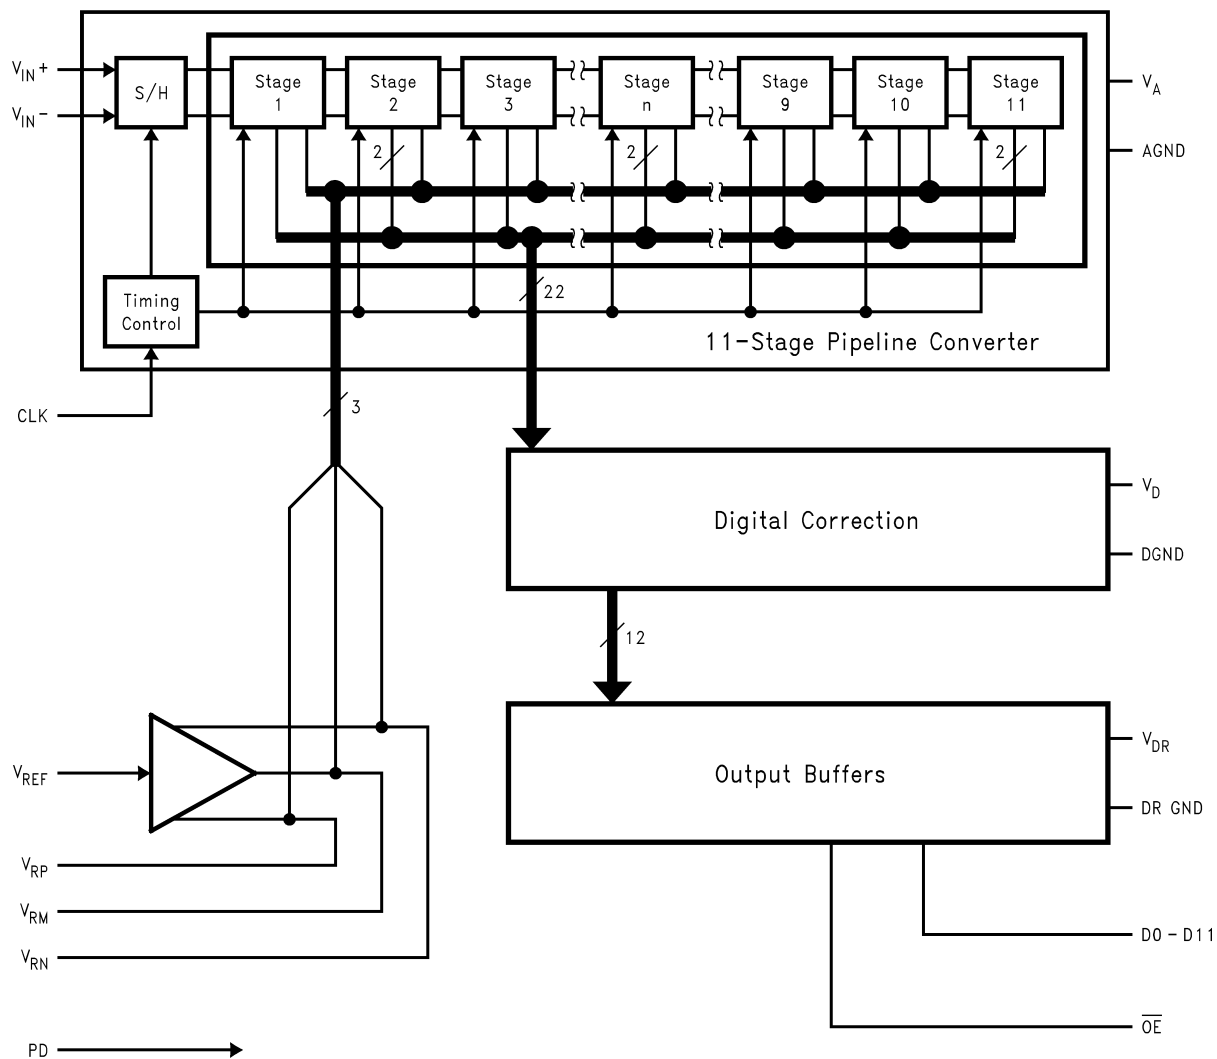 VIN+
VIN−
S/H
Stage 1
Stage 2
Stage 3
Stage n
Stage 9
Stage 10
Stage 11
VA
2
2
2
AGND
Timing
Control
22
11−Stage Pipeline Converter
CLK
3
VD
Digital Correction
DGND
12
VDR
VREF
Output Buffers
DR GND
VRP
VRM
D0−D11
VRN
O̅E̅
PD